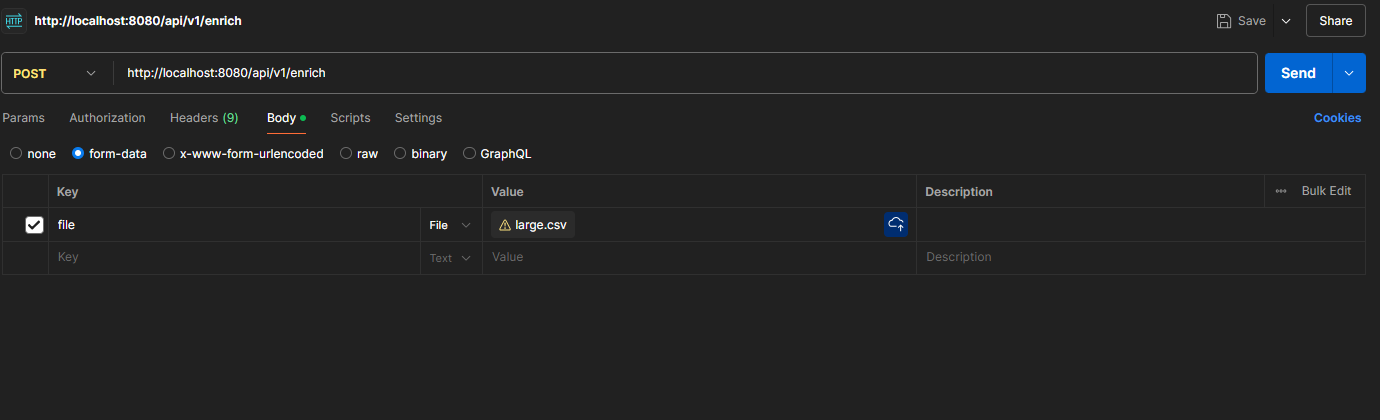 HTTP http://localhost:8080/api/v1/enrich Save Share
POST http://localhost:8080/api/v1/enrich Send
Params Authorization Headers (9) Body Scripts Settings Cookies
none form-data x-www-form-urlencoded raw binary GraphQL
Key Value Description Bulk Edit
file File large.csv
Key Text Value Description